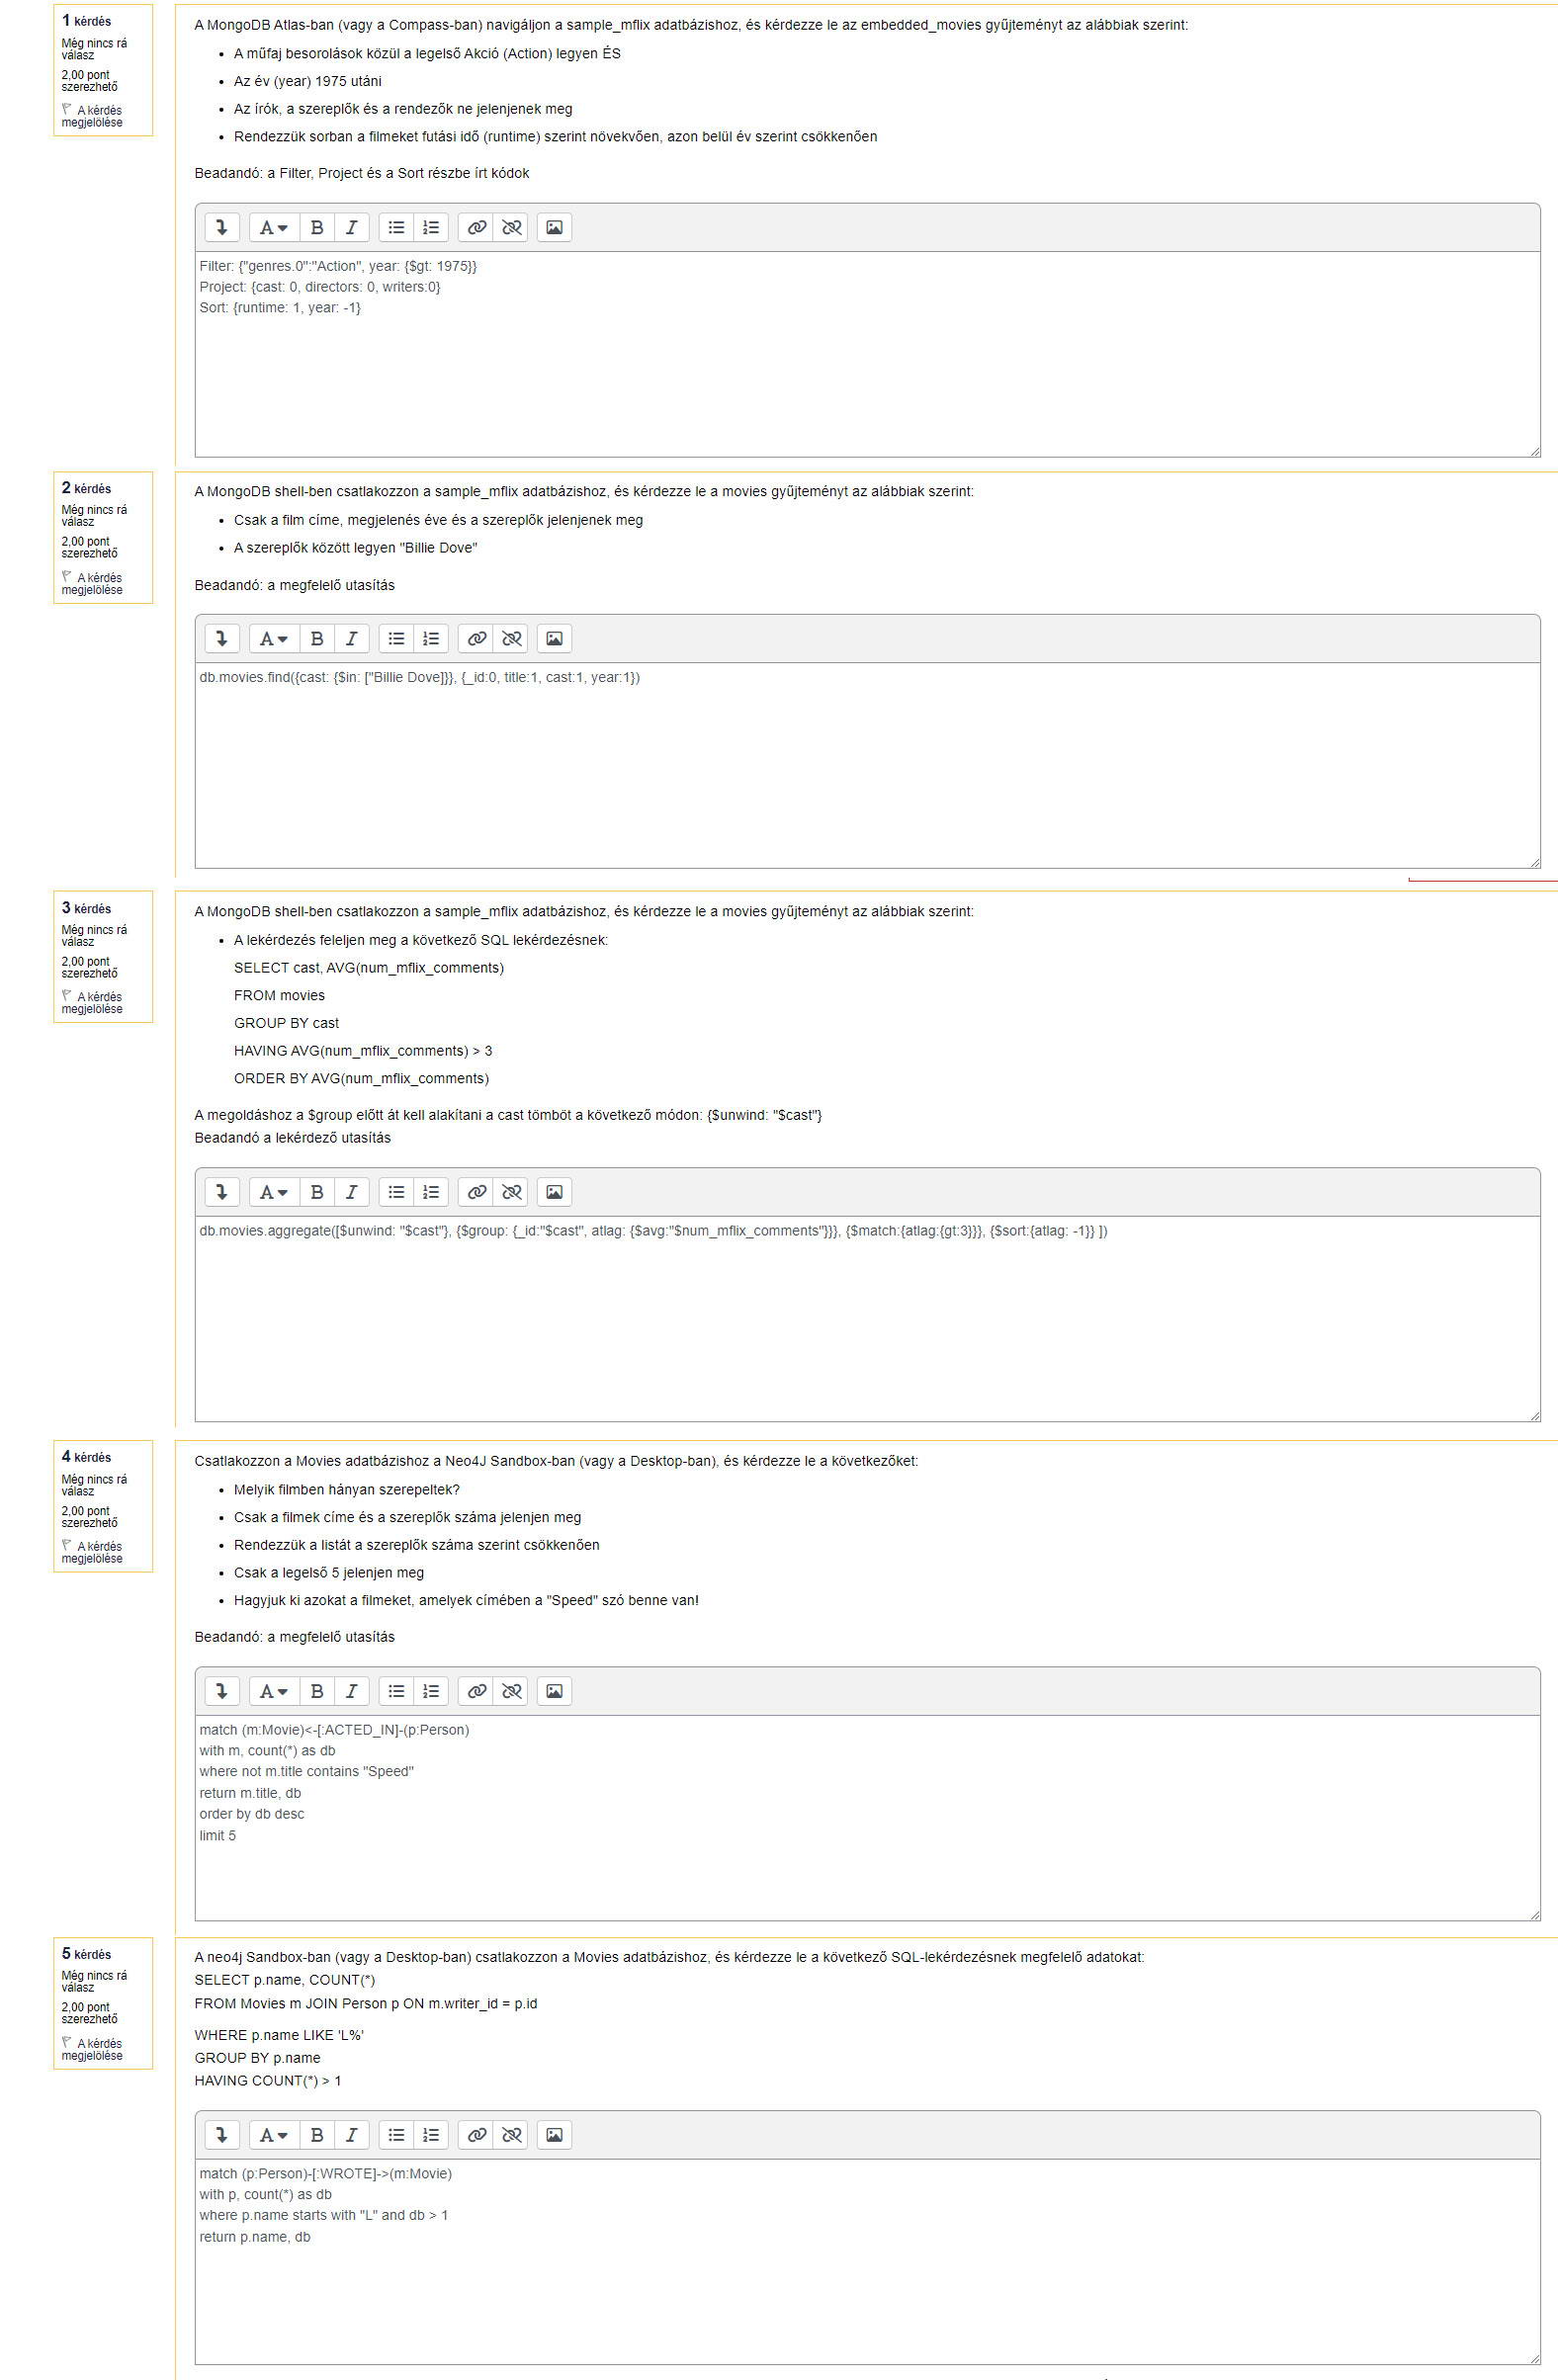 1 kérdés
Még nincs rá
válasz
2,00 pont
szerezhető
A kérdés
megjelölése
A MongoDB Atlas-ban (vagy a Compass-ban) navigáljon a sample_mflix adatbázishoz, és kérdezze le az embedded_movies gyűjteményt az alábbiak szerint:
• A műfaj besorolások közül a legelső Akció (Action) legyen ÉS
• Az év (year) 1975 utáni
• Az írók, a szereplők és a rendezők ne jelenjenek meg
• Rendezzük sorban a filmeket futási idő (runtime) szerint növekvően, azon belül év szerint csökkenően
Beadandó: a Filter, Project és a Sort részbe írt kódok
A B I
Filter: {"genres.0":"Action", year: {$gt: 1975}}
Project: {cast: 0, directors: 0, writers:0}
Sort: {runtime: 1, year: -1}
2 kérdés
Még nincs rá
válasz
2,00 pont
szerezhető
A kérdés
megjelölése
A MongoDB shell-ben csatlakozzon a sample_mflix adatbázishoz, és kérdezze le a movies gyűjteményt az alábbiak szerint:
• Csak a film címe, megjelenés éve és a szereplők jelenjenek meg
• A szereplők között legyen "Billie Dove"
Beadandó: a megfelelő utasítás
A B I
db.movies.find({cast: {$in: ["Billie Dove]}}, {_id:0, title:1, cast:1, year:1})
3 kérdés
Még nincs rá
válasz
2,00 pont
szerezhető
A kérdés
megjelölése
A MongoDB shell-ben csatlakozzon a sample_mflix adatbázishoz, és kérdezze le a movies gyűjteményt az alábbiak szerint:
• A lekérdezés feleljen meg a következő SQL lekérdezésnek:
SELECT cast, AVG(num_mflix_comments)
FROM movies
GROUP BY cast
HAVING AVG(num_mflix_comments) > 3
ORDER BY AVG(num_mflix_comments)
A megoldáshoz a $group előtt át kell alakítani a cast tömböt a következő módon: {$unwind: "$cast"}
Beadandó a lekérdező utasítás
A B I
db.movies.aggregate([$unwind: "$cast"}, {$group: {_id:"$cast", atlag: {$avg:"$num_mflix_comments"}}}, {$match:{atlag:{gt:3}}}, {$sort:{atlag: -1}} ])
4 kérdés
Még nincs rá
válasz
2,00 pont
szerezhető
A kérdés
megjelölése
Csatlakozzon a Movies adatbázishoz a Neo4J Sandbox-ban (vagy a Desktop-ban), és kérdezze le a következőket:
• Melyik filmben hányan szerepeltek?
• Csak a filmek címe és a szereplők száma jelenjen meg
• Rendezzük a listát a szereplők száma szerint csökkenően
• Csak a legelső 5 jelenjen meg
• Hagyjuk ki azokat a filmeket, amelyek címében a "Speed" szó benne van!
Beadandó: a megfelelő utasítás
A B I
match (m:Movie)<-[:ACTED_IN]-(p:Person)
with m, count(*) as db
where not m.title contains "Speed"
return m.title, db
order by db desc
limit 5
5 kérdés
Még nincs rá
válasz
2,00 pont
szerezhető
A kérdés
megjelölése
A neo4j Sandbox-ban (vagy a Desktop-ban) csatlakozzon a Movies adatbázishoz, és kérdezze le a következő SQL-lekérdezésnek megfelelő adatokat:
SELECT p.name, COUNT(*)
FROM Movies m JOIN Person p ON m.writer_id = p.id
WHERE p.name LIKE 'L%'
GROUP BY p.name
HAVING COUNT(*) > 1
A B I
match (p:Person)-[:WROTE]->(m:Movie)
with p, count(*) as db
where p.name starts with "L" and db > 1
return p.name, db